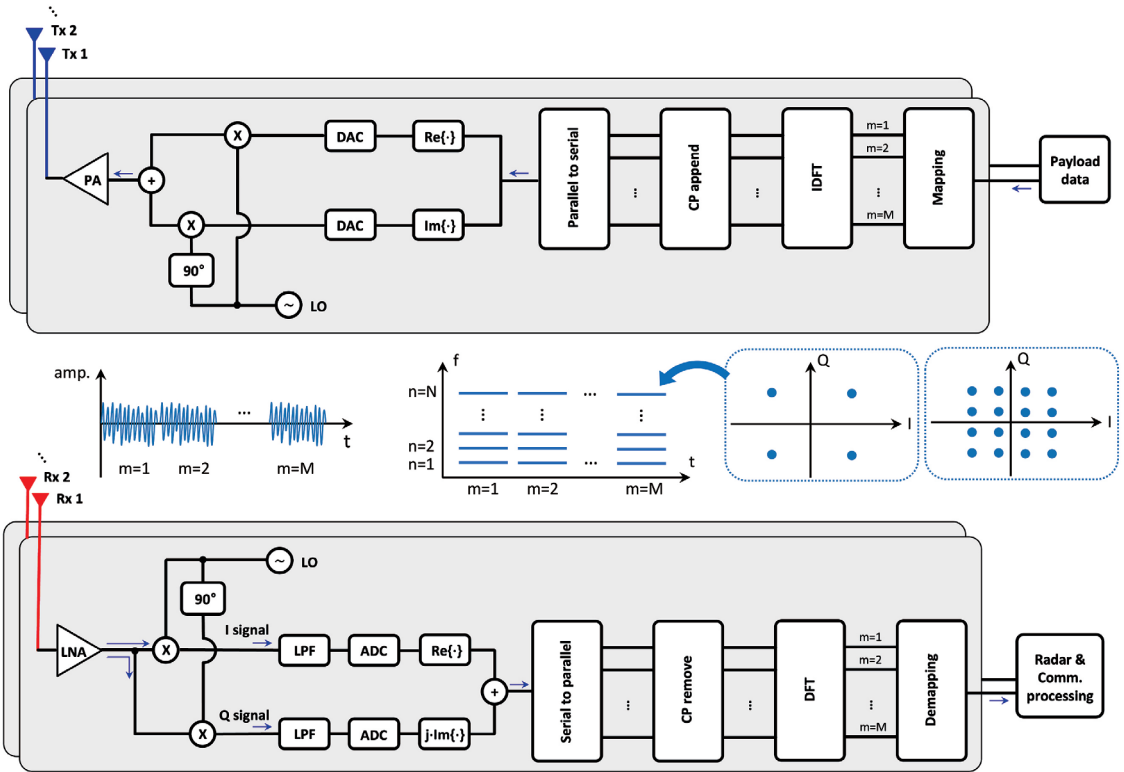 Tx 2
Tx 1
PA
+
X
X
90°
~
LO
DAC
Re{·}
DAC
Im{·}
Parallel to serial
CP append
IDFT
m=1
m=2
m=M
Mapping
Payload
data
amp.
t
m=1
m=2
...
m=M
f
n=N
n=2
n=1
...
...
t
m=1
m=2
m=M
Q
I
Q
I
Rx 2
Rx 1
~
LO
90°
LNA
X
X
I signal
Q signal
LPF
ADC
Re{·}
LPF
ADC
j·Im{·}
+
Serial to parallel
CP remove
DFT
m=1
m=2
m=M
Demapping
Radar &
Comm.
processing